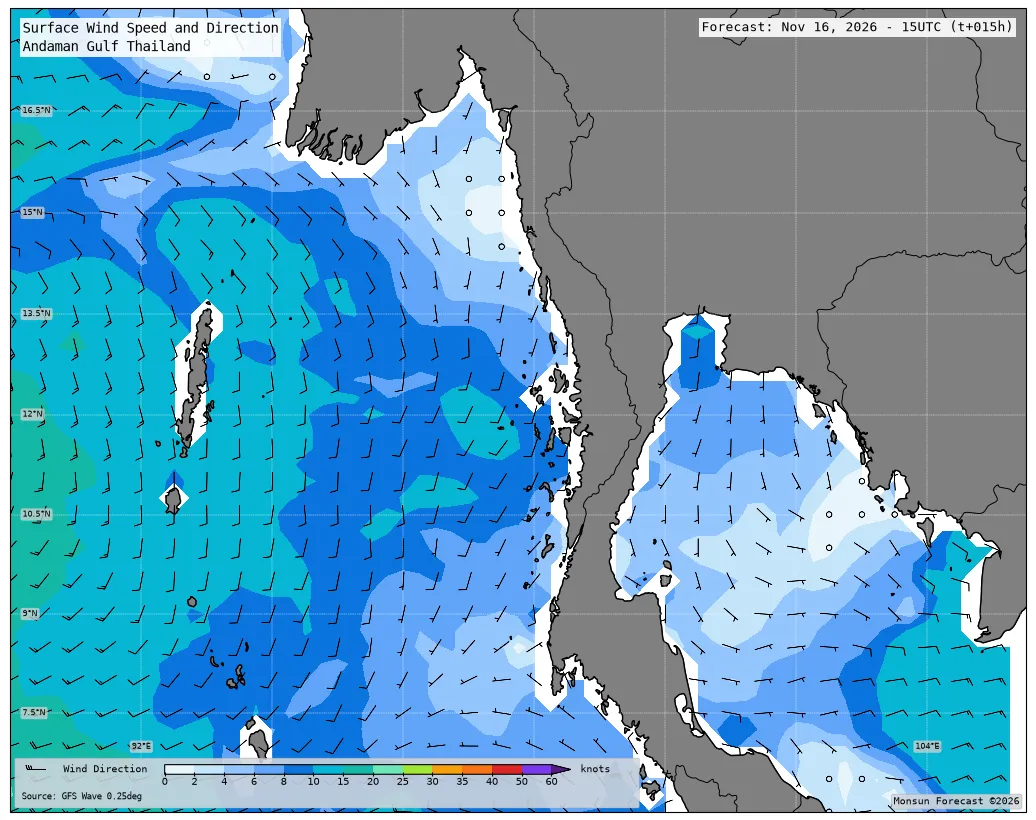 Surface Wind Speed and Direction
Andaman Gulf Thailand
Forecast: Nov 16, 2026 - 15UTC (t+015h)
16.5°N
15°N
13.5°N
12°N
10.5°N
9°N
7.5°N
92°E
104°E
Wind Direction
0 2 4 6 8 10 15 20 25 30 35 40 50 60
knots
Source: GFS Wave 0.25deg
Monsun Forecast ©2026